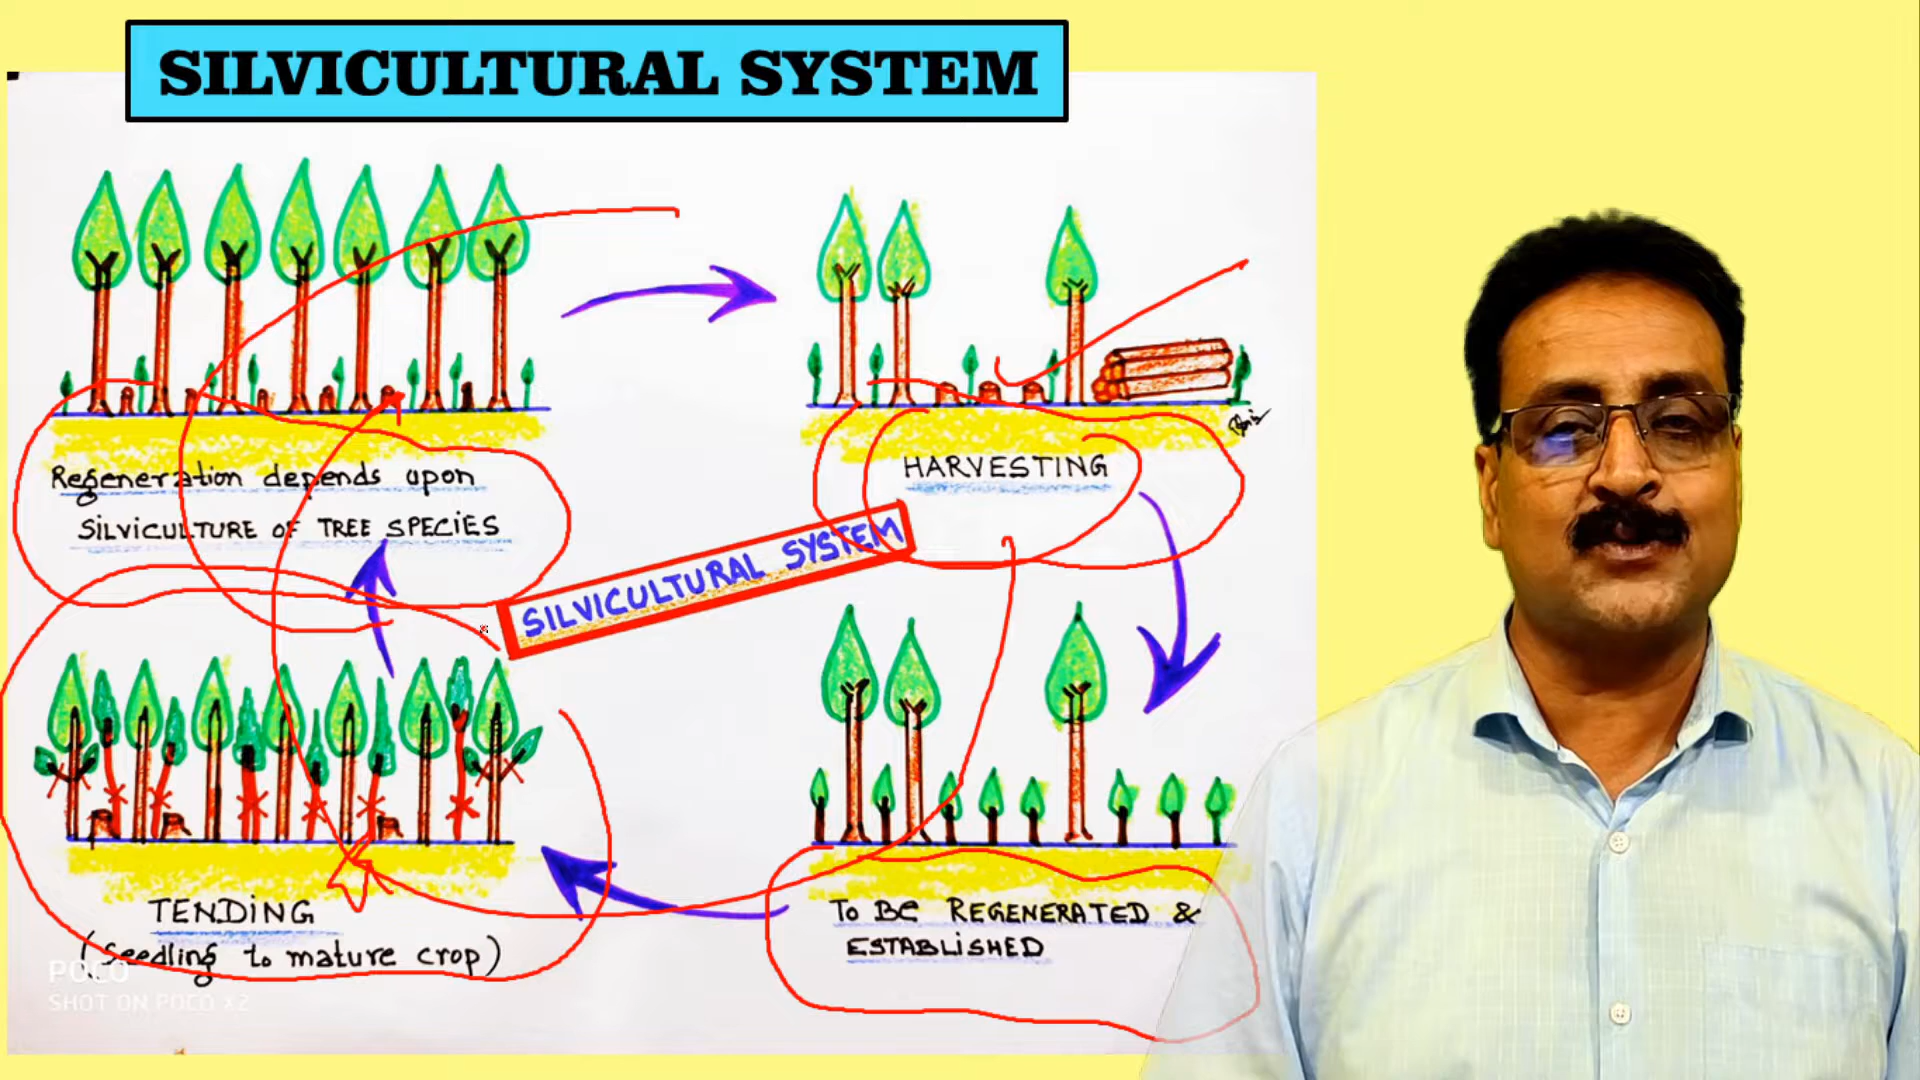 SILVICULTURAL SYSTEM
Regeneration depends upon
SILVICULTURE OF TREE SPECIES
HARVESTING
SILVICULTURAL SYSTEM
TENDING
(seedling to mature crop)
TO BE REGENERATED &
ESTABLISHED
POCO
SHOT ON POCO X2